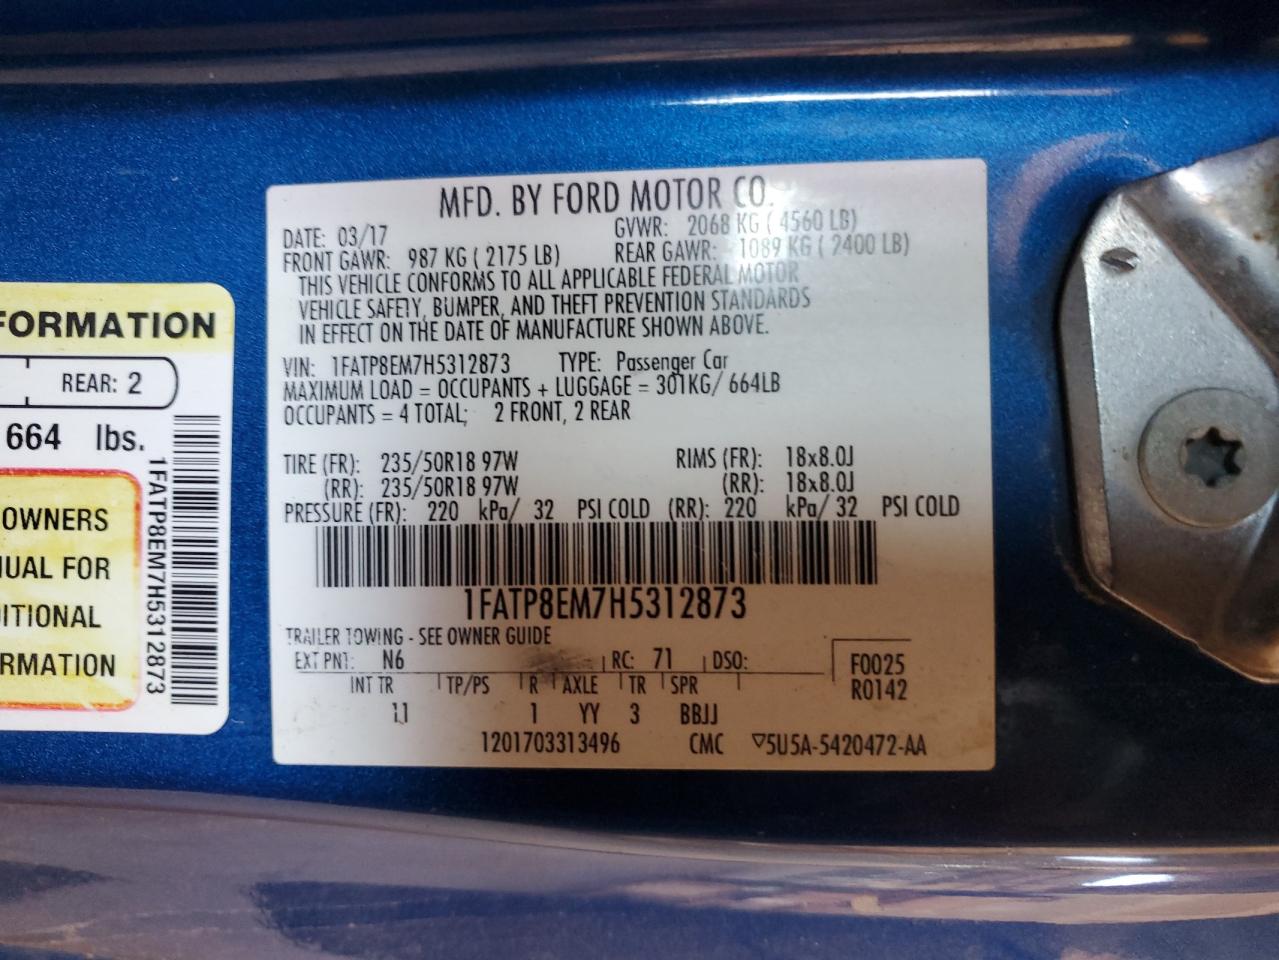 FORMATION
REAR: 2
664 lbs.
OWNERS
UAL FOR
ITIONAL
RMATION
1FATP8EM7H5312873
MFD. BY FORD MOTOR CO.
DATE: 03/17 GVWR: 2068 KG ( 4560 LB)
FRONT GAWR: 987 KG ( 2175 LB) REAR GAWR: 1089 KG ( 2400 LB)
THIS VEHICLE CONFORMS TO ALL APPLICABLE FEDERAL MOTOR
VEHICLE SAFETY, BUMPER, AND THEFT PREVENTION STANDARDS
IN EFFECT ON THE DATE OF MANUFACTURE SHOWN ABOVE.
VIN: 1FATP8EM7H5312873 TYPE: Passenger Car
MAXIMUM LOAD = OCCUPANTS + LUGGAGE = 301KG/ 664LB
OCCUPANTS = 4 TOTAL; 2 FRONT, 2 REAR
TIRE (FR): 235/50R18 97W RIMS (FR): 18x8.0J
(RR): 235/50R18 97W (RR): 18x8.0J
PRESSURE (FR): 220 kPa/ 32 PSI COLD (RR): 220 kPa/ 32 PSI COLD
1FATP8EM7H5312873
TRAILER TOWING - SEE OWNER GUIDE
EXT PNT: N6 RC: 71 DSO: F0025
INT TR TP/PS R AXLE TR SPR R0142
11 1 YY 3 BBJJ
1201703313496 CMC ▽5U5A-5420472-AA